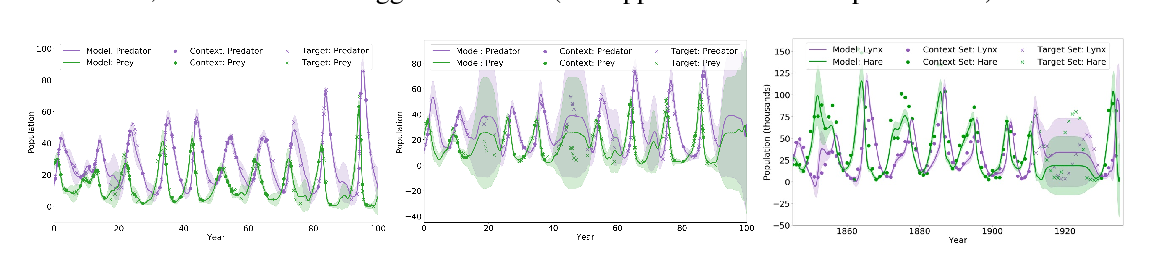 Model: Predator Context: Predator Target: Predator
Model: Prey Context: Prey Target: Prey
100
80
60
40
20
0
Population
0 20 40 60 80 100
Year
Model: Predator Context: Predator Target: Predator
Model: Prey Context: Prey Target: Prey
80
60
40
20
0
−20
−40
Population
0 20 40 60 80 100
Year
Model: Lynx Context Set: Lynx Target Set: Lynx
Model: Hare Context Set: Hare Target Set: Hare
150
125
100
75
50
25
0
−25
−50
Population (thousands)
1860 1880 1900 1920
Year